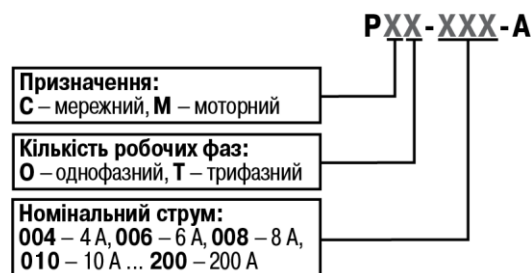 РХХ-ХХХ-А
Призначення:
С – мережний, М – моторний
Кількість робочих фаз:
О – однофазний, Т – трифазний
Номінальний струм:
004 – 4 А, 006 – 6 А, 008 – 8 А,
010 – 10 А ... 200 – 200 А